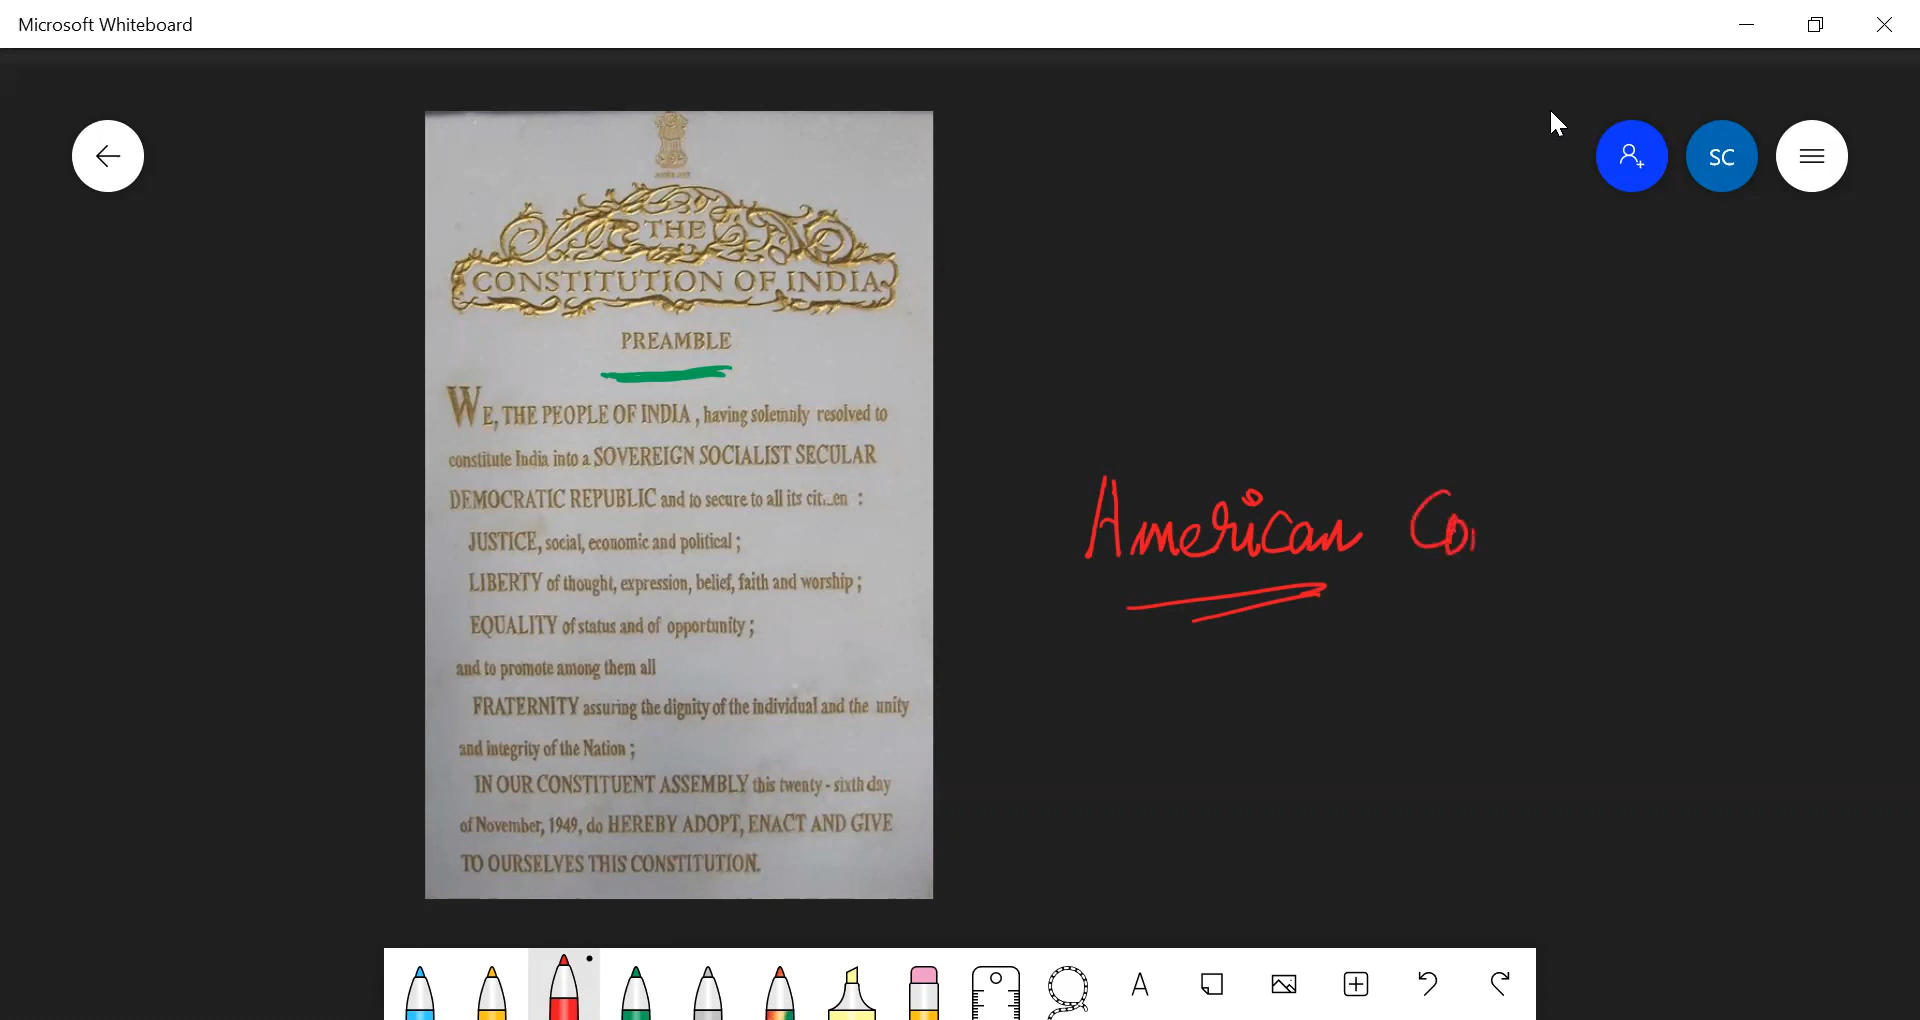 Microsoft Whiteboard
SC
THE
CONSTITUTION OF INDIA
PREAMBLE
WE, THE PEOPLE OF INDIA, having solemnly resolved to
constitute India into a SOVEREIGN SOCIALIST SECULAR
DEMOCRATIC REPUBLIC and to secure to all its cit...en :
JUSTICE, social, economic and political ;
LIBERTY of thought, expression, belief, faith and worship ;
EQUALITY of status and of opportunity ;
and to promote among them all
FRATERNITY assuring the dignity of the individual and the unity
and integrity of the Nation ;
IN OUR CONSTITUENT ASSEMBLY this twenty - sixth day
of November, 1949, do HEREBY ADOPT, ENACT AND GIVE
TO OURSELVES THIS CONSTITUTION.
American Co
A